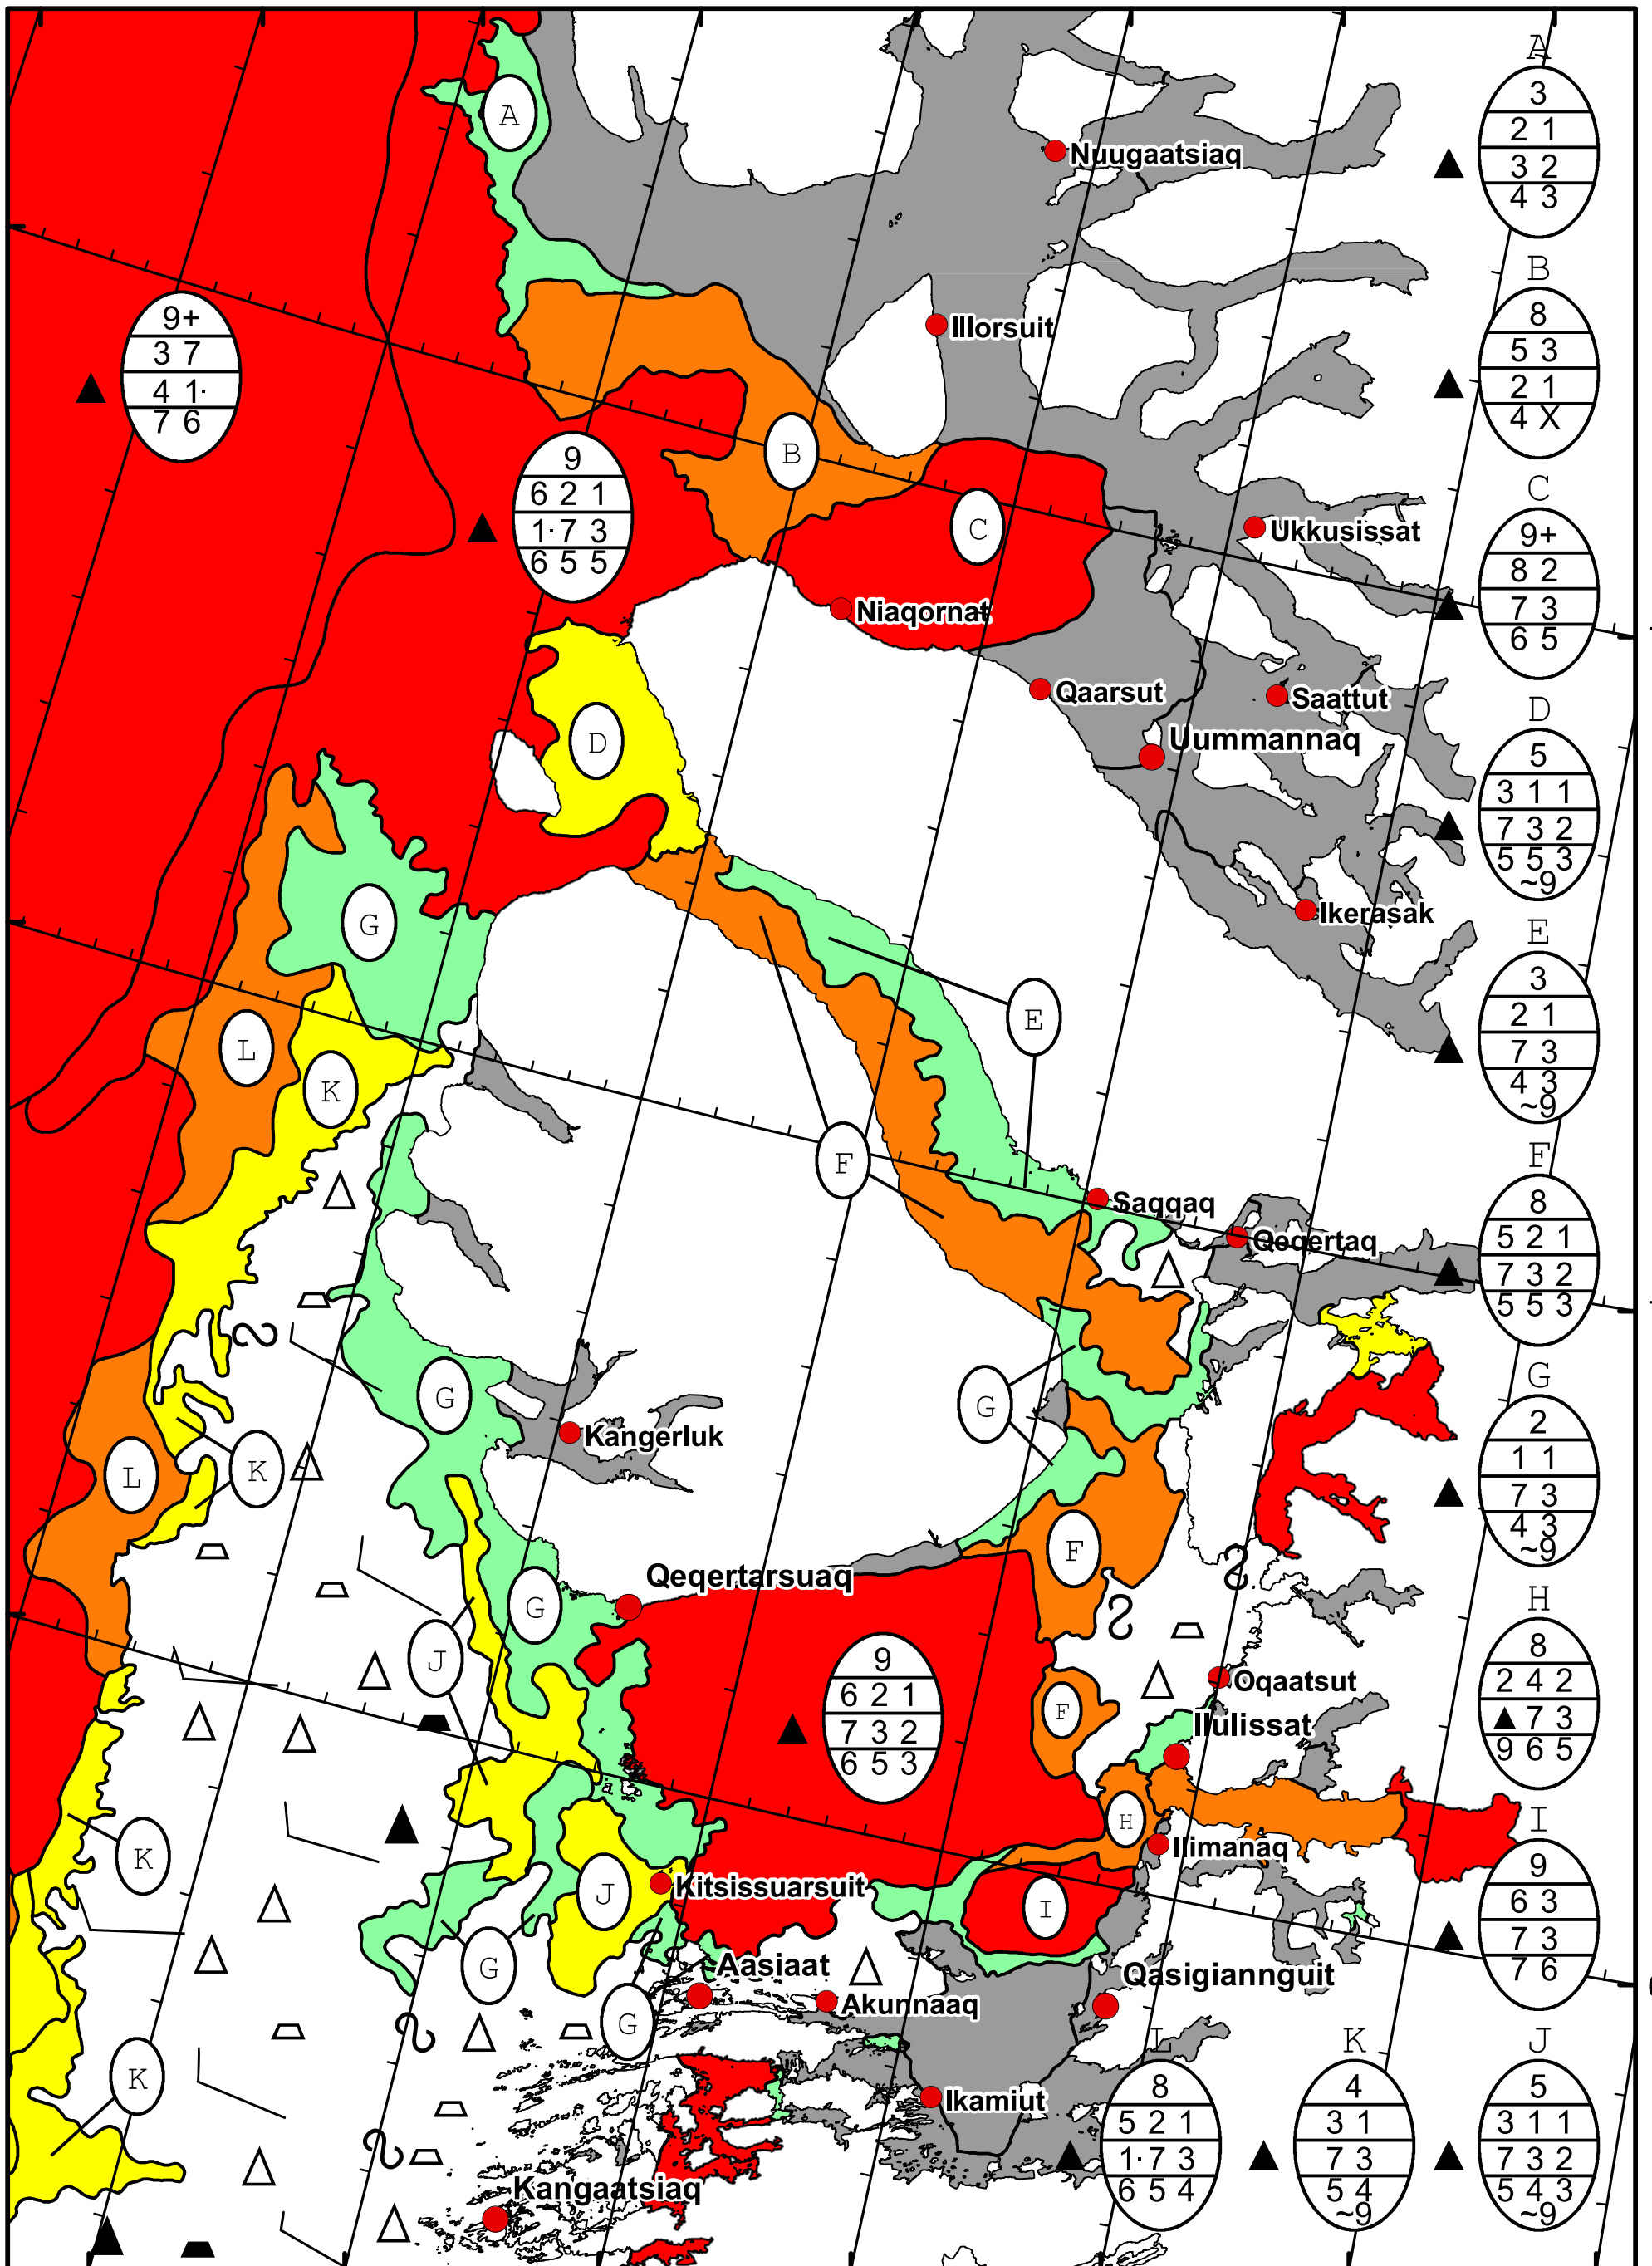 A
3
2 1
3 2
4 3
A
Nuugaatsiaq
B
8
5 3
2 1
4 X
9+
3 7
4 1·
7 6
Illorsuit
B
9
6 2 1
1· 7 3
6 5 5
C
C
9+
8 2
7 3
6 5
Ukkusissat
Niaqornat
Qaarsut
Saattut
D
5
3 1 1
7 3 2
5 5 3
~9
D
Uummannaq
G
Ikerasak
E
3
2 1
7 3
4 3
~9
E
L
K
F
F
8
5 2 1
7 3 2
5 5 3
Saqqaq
Qeqertaq
G
G
G
2
1 1
7 3
4 3
~9
Kangerluk
L
K
F
Qeqertarsuaq
G
H
8
2 4 2
▲ 7 3
9 6 5
J
9
6 2 1
7 3 2
6 5 3
Oqaatsut
F
Ilulissat
H
Ilimanaq
I
9
6 3
7 3
7 6
K
J
Kitsissuarsuit
I
G
Aasiaat
Qasigiannguit
Akunnaaq
G
K
Ikamiut
L
8
5 2 1
1· 7 3
6 5 4
K
4
3 1
7 3
5 4
~9
J
5
3 1 1
7 3 2
5 4 3
~9
Kangaatsiaq